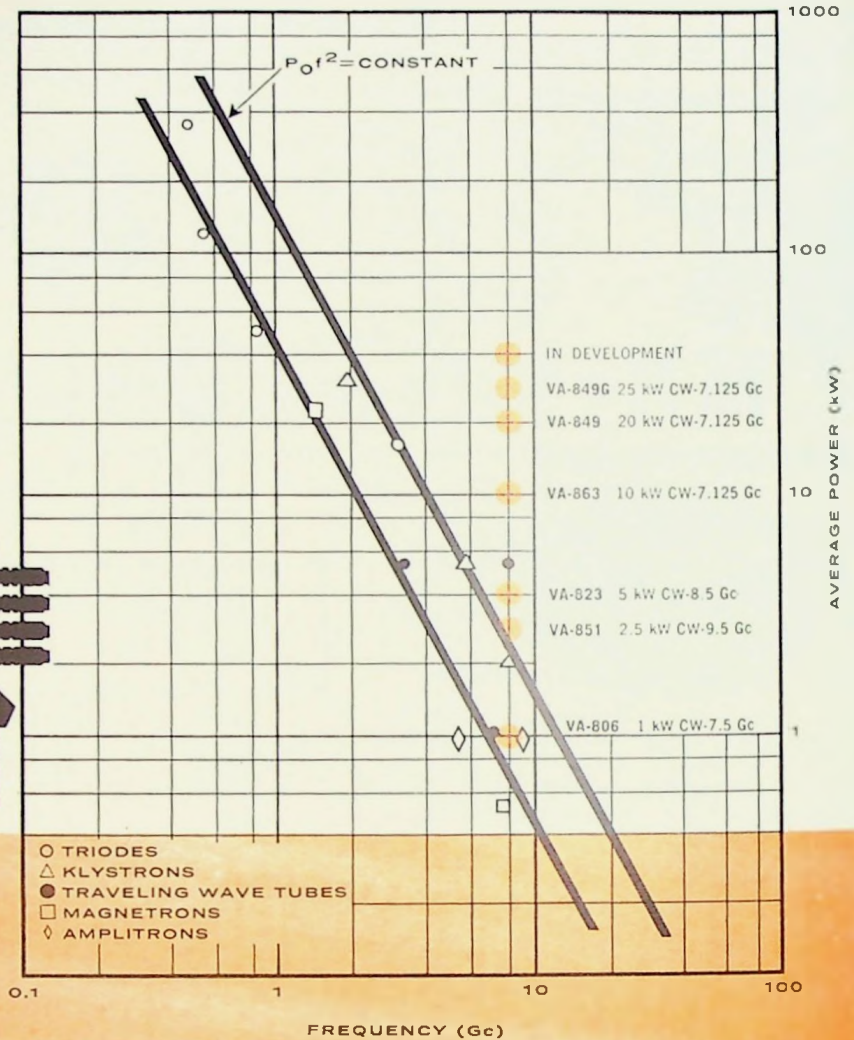 1000
P₀f²=CONSTANT
100
IN DEVELOPMENT
VA-849G 25 kW CW-7.125 Gc
VA-849 20 kW CW-7.125 Gc
10
VA-863 10 kW CW-7.125 Gc
AVERAGE POWER (kW)
VA-823 5 kW CW-8.5 Gc
VA-851 2.5 kW CW-9.5 Gc
VA-806 1 kW CW-7.5 Gc
1
TRIODES
KLYSTRONS
TRAVELING WAVE TUBES
MAGNETRONS
AMPLITRONS
0.1 1 10 100
FREQUENCY (Gc)